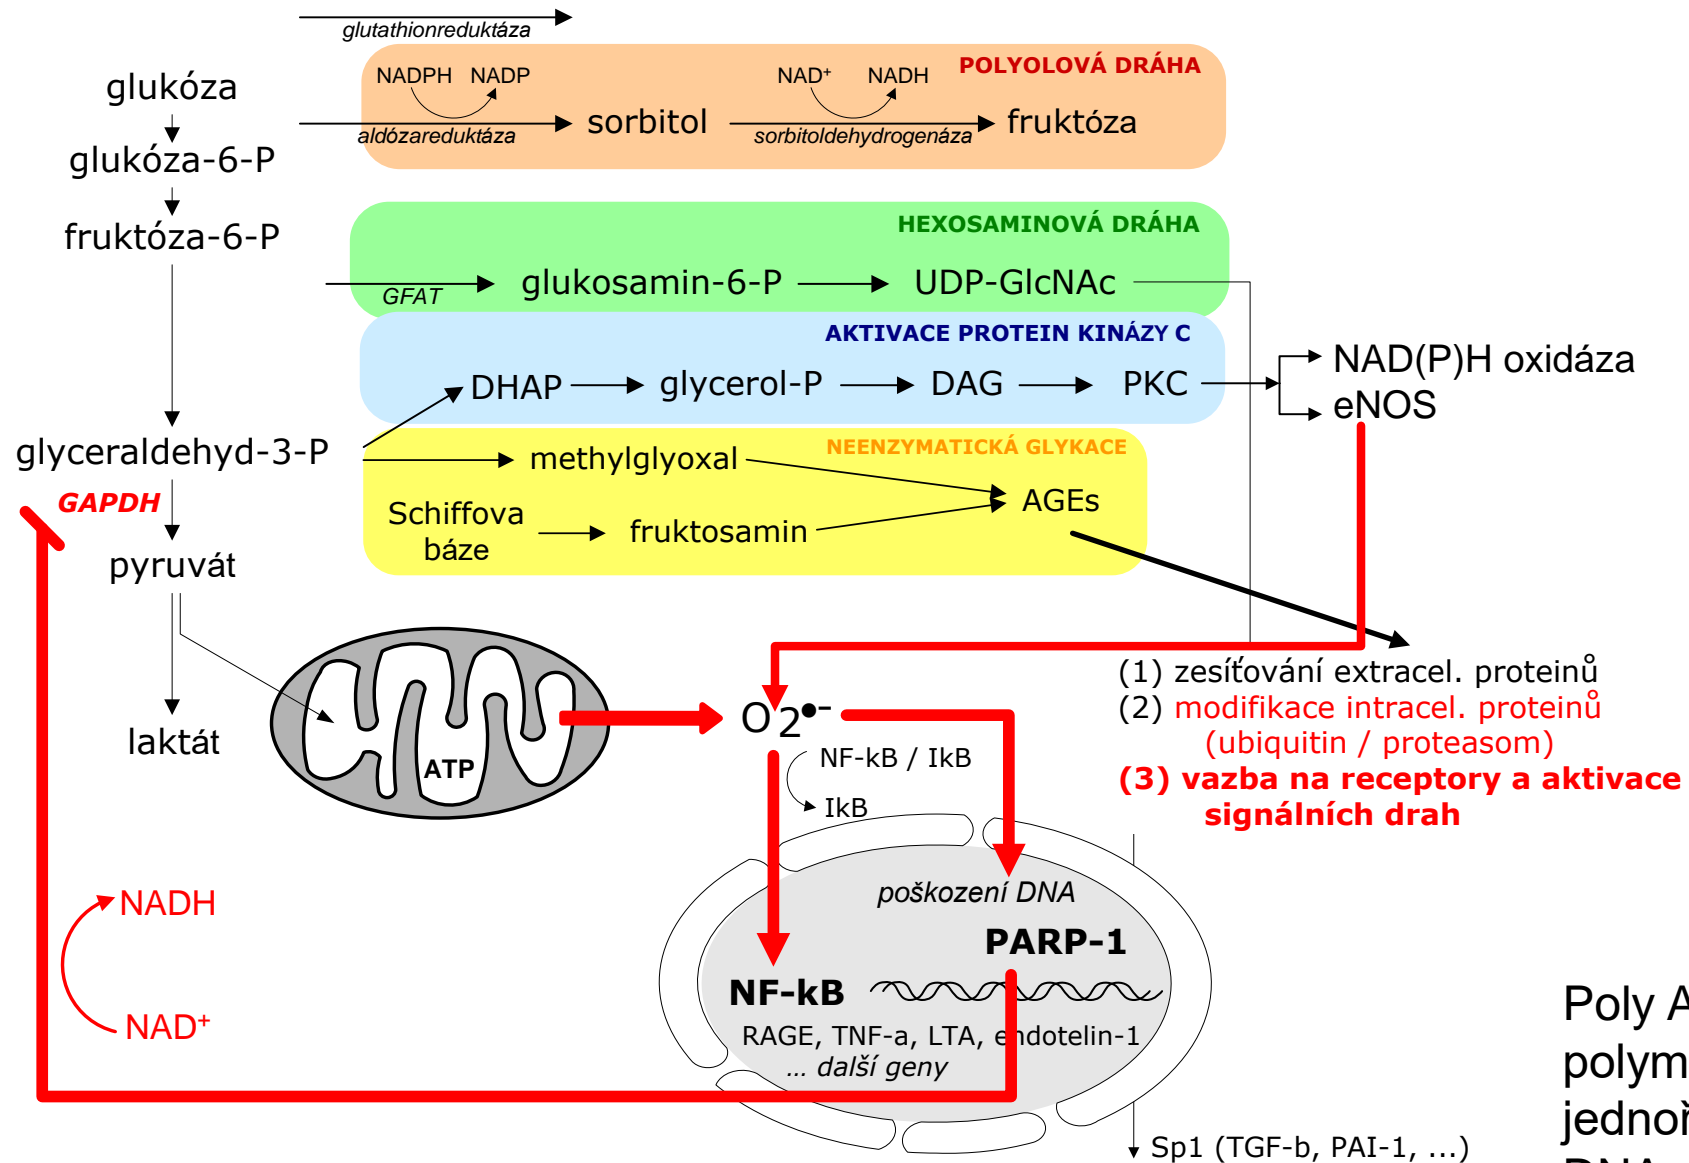 glutathionreduktáza
POLYOLOVÁ DRÁHA
NADPH NADP
NAD+ NADH
glukóza
aldózareduktáza
sorbitol
sorbitoldehydrogenáza
fruktóza
glukóza-6-P
fruktóza-6-P
HEXOSAMINOVÁ DRÁHA
GFAT
glukosamin-6-P
UDP-GlcNAc
AKTIVACE PROTEIN KINÁZY C
DHAP
glycerol-P
DAG
PKC
NAD(P)H oxidáza
eNOS
glyceraldehyd-3-P
NEENZYMATICKÁ GLYKACE
methylglyoxal
AGEs
GAPDH
Schiffova
báze
fruktosamin
pyruvát
laktát
ATP
O2•-
(1) zesíťování extracel. proteinů
(2) modifikace intracel. proteinů
(ubiquitin / proteasom)
(3) vazba na receptory a aktivace
signálních drah
NF-kB / IkB
IkB
poškození DNA
PARP-1
NF-kB
RAGE, TNF-a, LTA, endotelin-1
... další geny
NADH
NAD+
Sp1 (TGF-b, PAI-1, ...)
Poly A
polym
jednoř
DNA